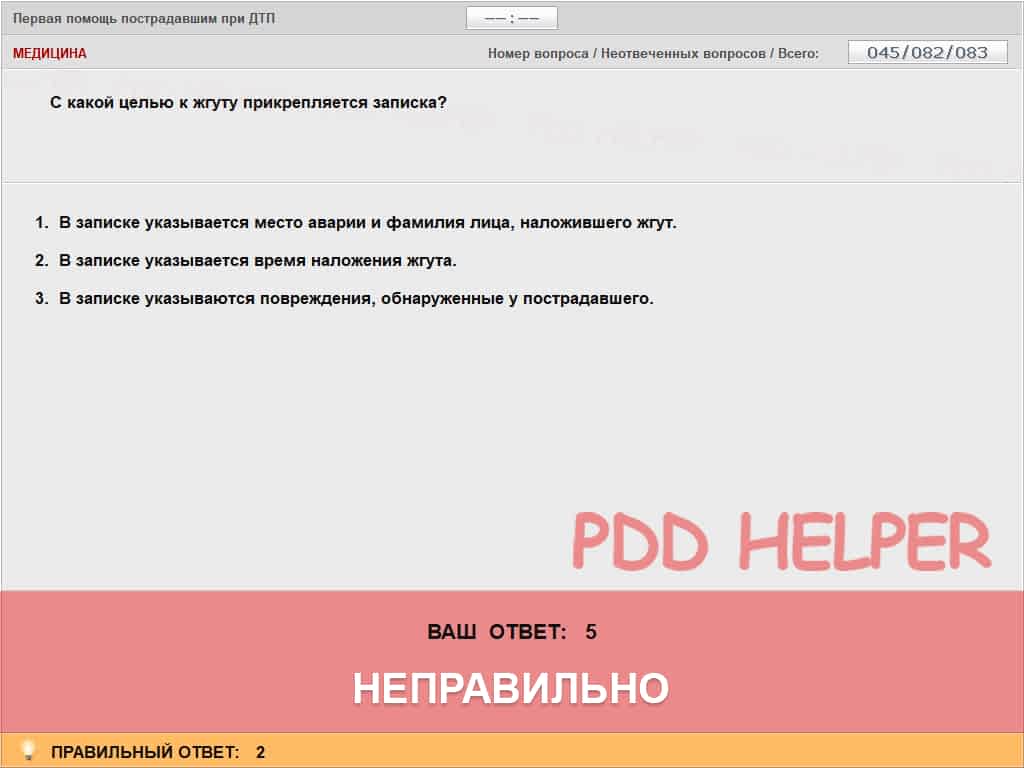 Первая помощь пострадавшим при ДТП
—— : ——
МЕДИЦИНА
Номер вопроса / Неотвеченных вопросов / Всего:
045/082/083
С какой целью к жгуту прикрепляется записка?
1. В записке указывается место аварии и фамилия лица, наложившего жгут.
2. В записке указывается время наложения жгута.
3. В записке указываются повреждения, обнаруженные у пострадавшего.
PDD HELPER
ВАШ ОТВЕТ: 5
НЕПРАВИЛЬНО
ПРАВИЛЬНЫЙ ОТВЕТ: 2